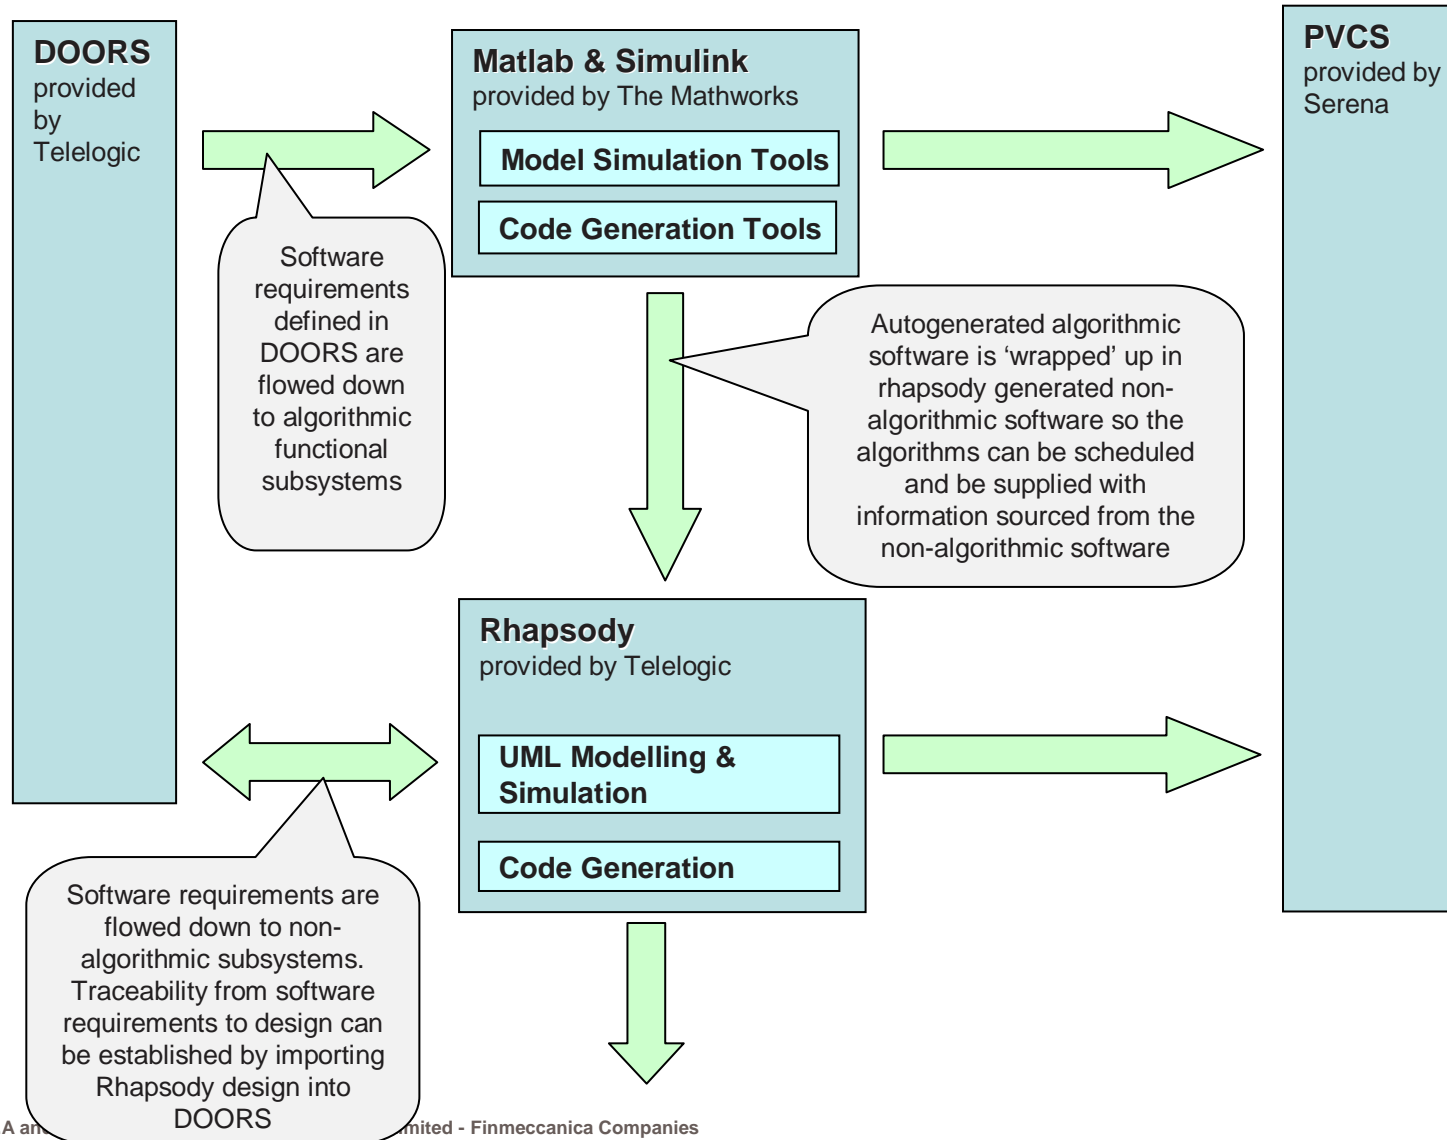 DOORS
provided
by
Telelogic
Matlab & Simulink
provided by The Mathworks
Model Simulation Tools
Code Generation Tools
PVCS
provided by
Serena
Software
requirements
defined in
DOORS are
flowed down
to algorithmic
functional
subsystems
Autogenerated algorithmic
software is ‘wrapped’ up in
rhapsody generated non-
algorithmic software so the
algorithms can be scheduled
and be supplied with
information sourced from the
non-algorithmic software
Rhapsody
provided by Telelogic
UML Modelling &
Simulation
Code Generation
Software requirements are
flowed down to non-
algorithmic subsystems.
Traceability from software
requirements to design can
be established by importing
Rhapsody design into
DOORS
- Finmeccanica Companies